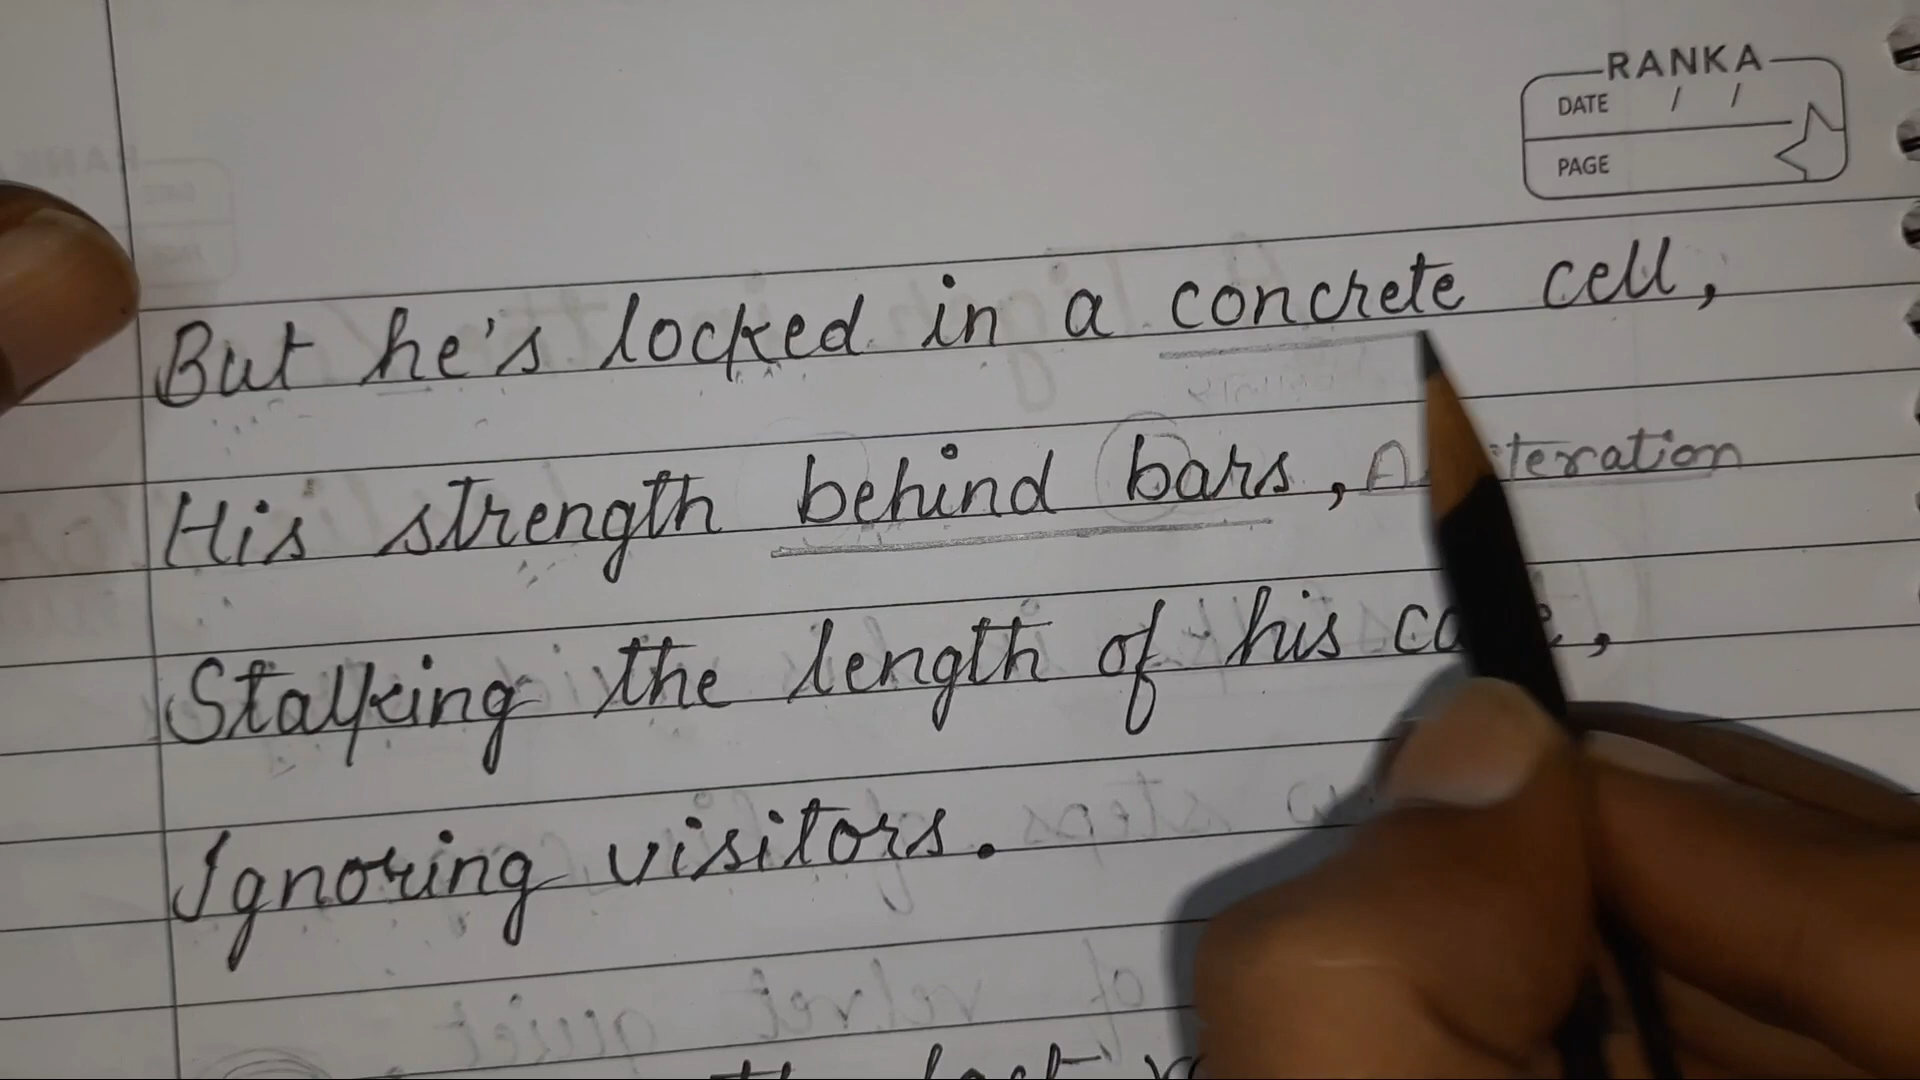 RANKA
DATE / /
PAGE
But he's locked in a concrete cell,
His strength behind bars,
teration
Stalking the length of his
Ignoring visitors.